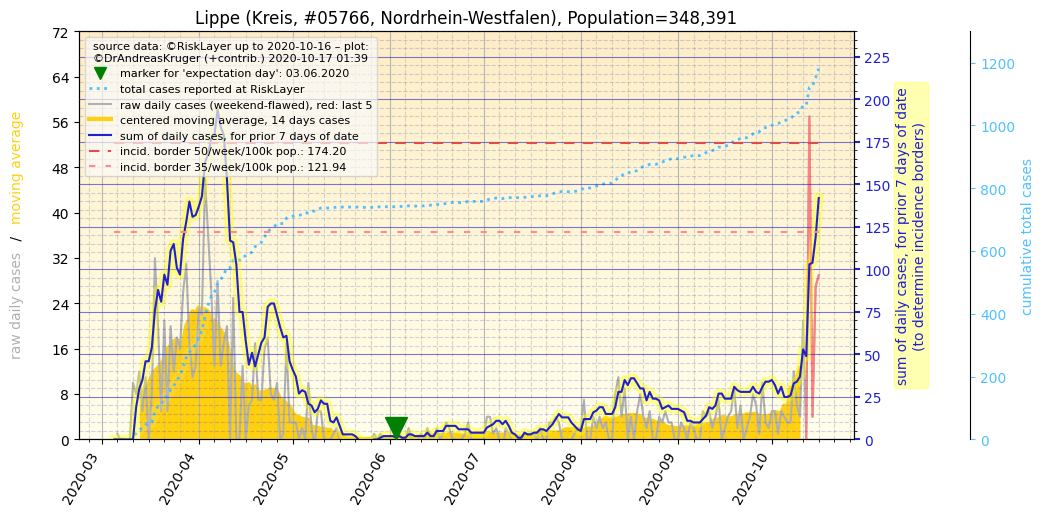 Lippe (Kreis, #05766, Nordrhein-Westfalen), Population=348,391
source data: ©RiskLayer up to 2020-10-16 – plot:
©DrAndreasKruger (+contrib.) 2020-10-17 01:39
marker for 'expectation day': 03.06.2020
total cases reported at RiskLayer
raw daily cases (weekend-flawed), red: last 5
centered moving average, 14 days cases
sum of daily cases, for prior 7 days of date
incid. border 50/week/100k pop.: 174.20
incid. border 35/week/100k pop.: 121.94
raw daily cases / moving average
72
64
56
48
40
32
24
16
8
0
2020-03
2020-04
2020-05
2020-06
2020-07
2020-08
2020-09
2020-10
225
200
175
150
125
100
75
50
25
0
sum of daily cases, for prior 7 days of date
(to determine incidence borders)
1200
1000
800
600
400
200
0
cumulative total cases